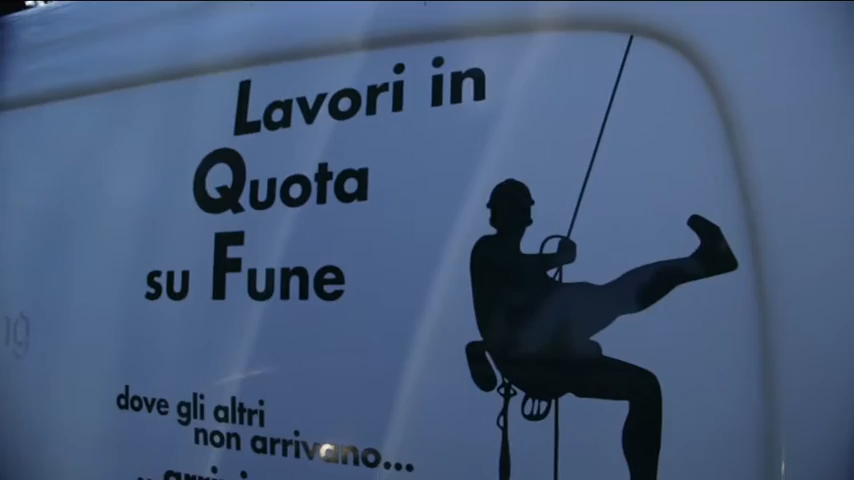 Lavori in
Quota
su Fune
dove gli altri
non arrivano...